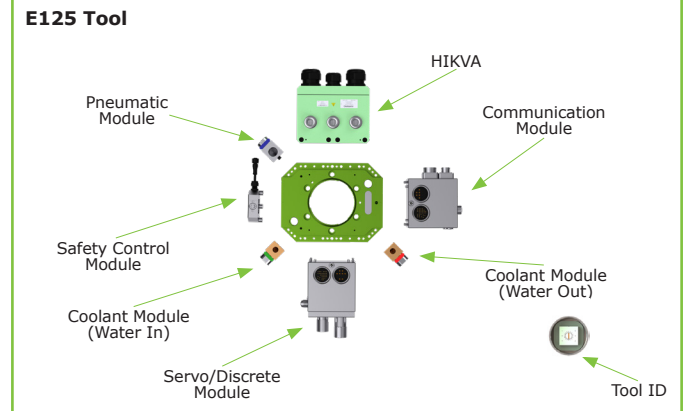 E125 Tool
HIKVA
Pneumatic
Module
Communication
Module
Safety Control
Module
Coolant Module
(Water In)
Coolant Module
(Water Out)
Servo/Discrete
Module
Tool ID